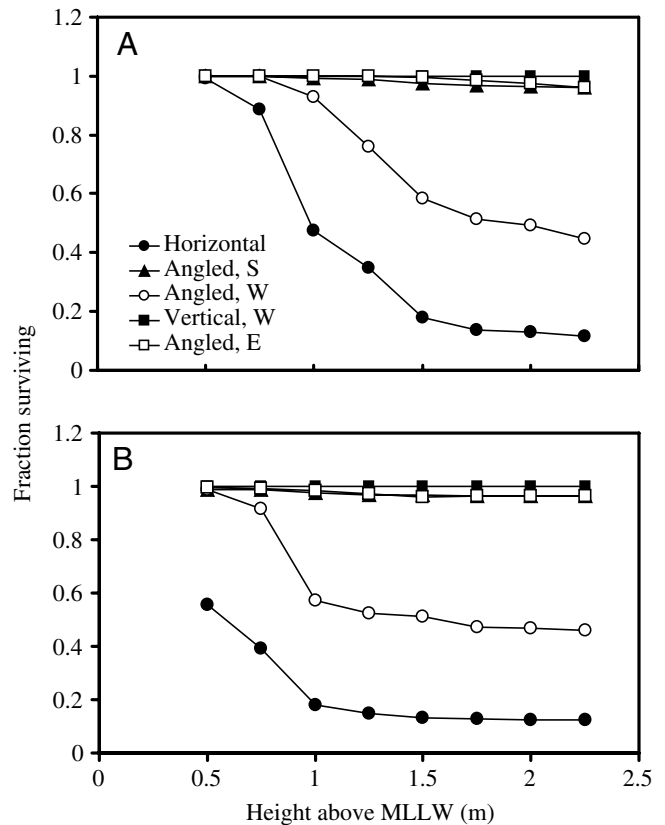 1.2
A
1
0.8
0.6
0.4
Horizontal
Angled, S
Angled, W
Vertical, W
Angled, E
0.2
0
Fraction surviving
1.2
B
1
0.8
0.6
0.4
0.2
0
0 0.5 1 1.5 2 2.5
Height above MLLW (m)